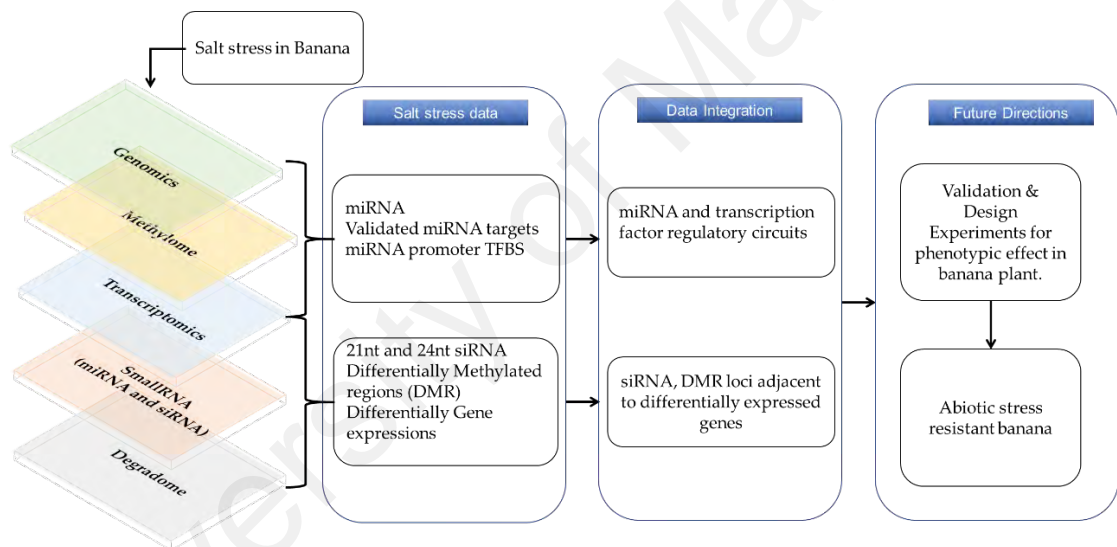 Salt stress in Banana
Genomics
Methylome
Transcriptomics
SmallRNA
(miRNA and siRNA)
Degradome
Salt stress data
miRNA
Validated miRNA targets
miRNA promoter TFBS
21nt and 24nt siRNA
Differentially Methylated
regions (DMR)
Differentially Gene
expressions
Data Integration
miRNA and transcription
factor regulatory circuits
siRNA, DMR loci adjacent
to differentially expressed
genes
Future Directions
Validation &
Design
Experiments for
phenotypic effect in
banana plant.
Abiotic stress
resistant banana
versity of Ma